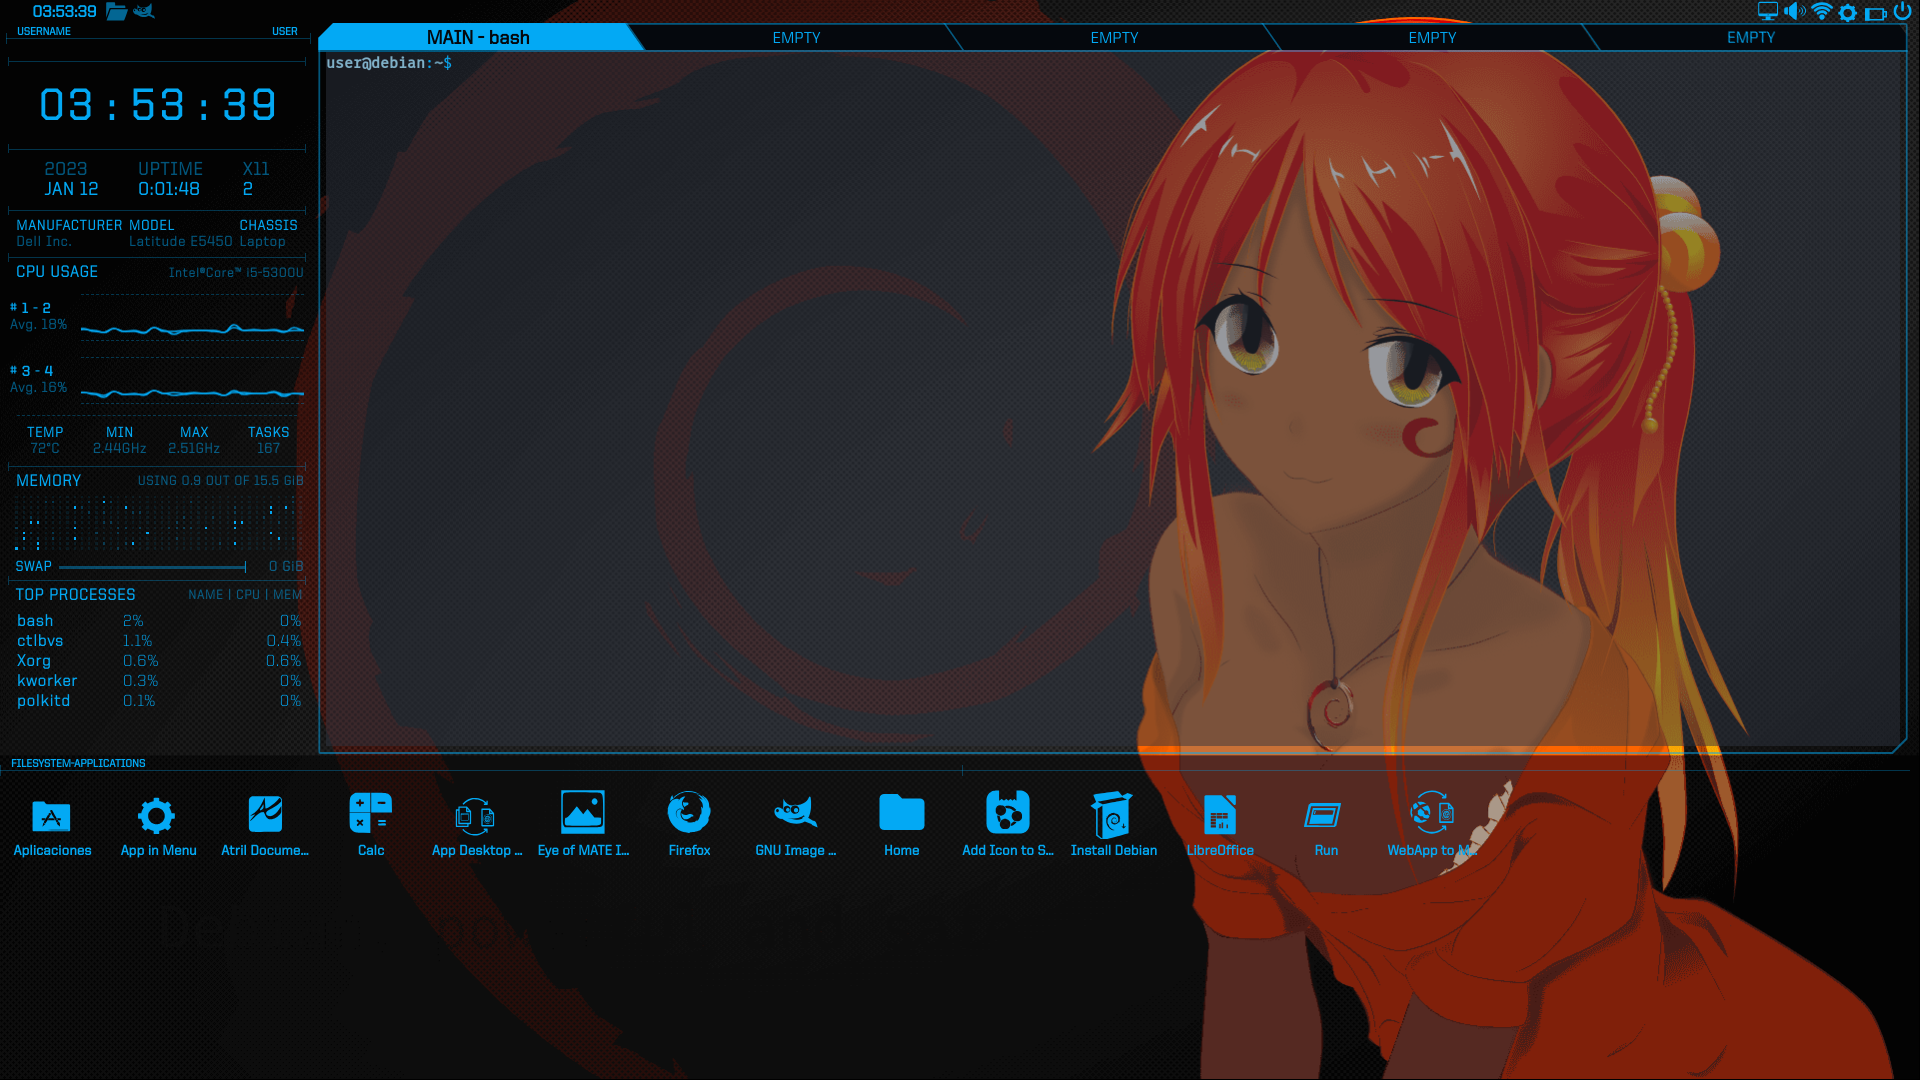 03:53:39
USERNAME USER
MAIN - bash EMPTY EMPTY EMPTY EMPTY
user@debian:~$
03 : 53 : 39
2023 UPTIME X11
JAN 12 0:01:48 2
MANUFACTURER MODEL CHASSIS
Dell Inc. Latitude E5450 Laptop
CPU USAGE Intel®Core™ i5-5300U
# 1 - 2
Avg. 18%
# 3 - 4
Avg. 16%
TEMP MIN MAX TASKS
72°C 2.44GHz 2.51GHz 167
MEMORY USING 0.9 OUT OF 15.5 GiB
SWAP 0 GiB
TOP PROCESSES NAME | CPU | MEM
bash 2% 0%
ctlbvs 1.1% 0.4%
Xorg 0.6% 0.6%
kworker 0.3% 0%
polkitd 0.1% 0%
FILESYSTEM-APPLICATIONS
Aplicaciones App in Menu Atril Docume... Calc App Desktop ... Eye of MATE I... Firefox GNU Image ... Home Add Icon to S... Install Debian LibreOffice Run WebApp to M...